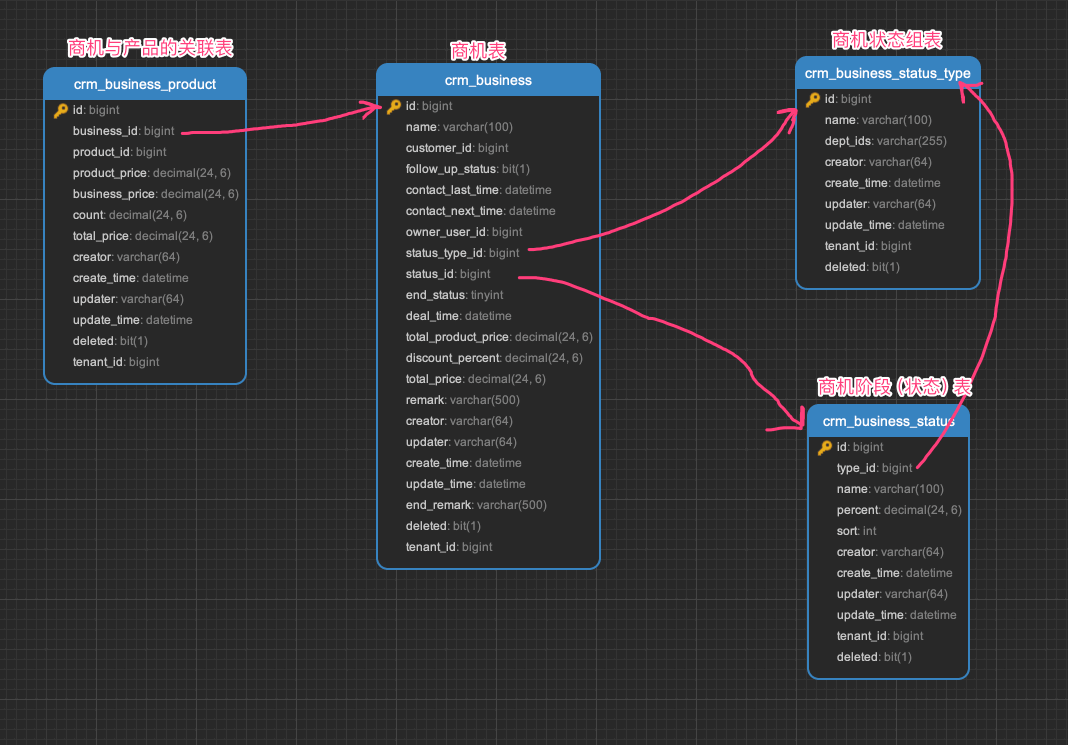 商机与产品的关联表
crm_business_product
id: bigint
business_id: bigint
product_id: bigint
product_price: decimal(24, 6)
business_price: decimal(24, 6)
count: decimal(24, 6)
total_price: decimal(24, 6)
creator: varchar(64)
create_time: datetime
updater: varchar(64)
update_time: datetime
deleted: bit(1)
tenant_id: bigint
商机表
crm_business
id: bigint
name: varchar(100)
customer_id: bigint
follow_up_status: bit(1)
contact_last_time: datetime
contact_next_time: datetime
owner_user_id: bigint
status_type_id: bigint
status_id: bigint
end_status: tinyint
deal_time: datetime
total_product_price: decimal(24, 6)
discount_percent: decimal(24, 6)
total_price: decimal(24, 6)
remark: varchar(500)
creator: varchar(64)
updater: varchar(64)
create_time: datetime
update_time: datetime
end_remark: varchar(500)
deleted: bit(1)
tenant_id: bigint
商机状态组表
crm_business_status_type
id: bigint
name: varchar(100)
dept_ids: varchar(255)
creator: varchar(64)
create_time: datetime
updater: varchar(64)
update_time: datetime
tenant_id: bigint
deleted: bit(1)
商机阶段(状态)表
crm_business_status
id: bigint
type_id: bigint
name: varchar(100)
percent: decimal(24, 6)
sort: int
creator: varchar(64)
create_time: datetime
updater: varchar(64)
update_time: datetime
tenant_id: bigint
deleted: bit(1)